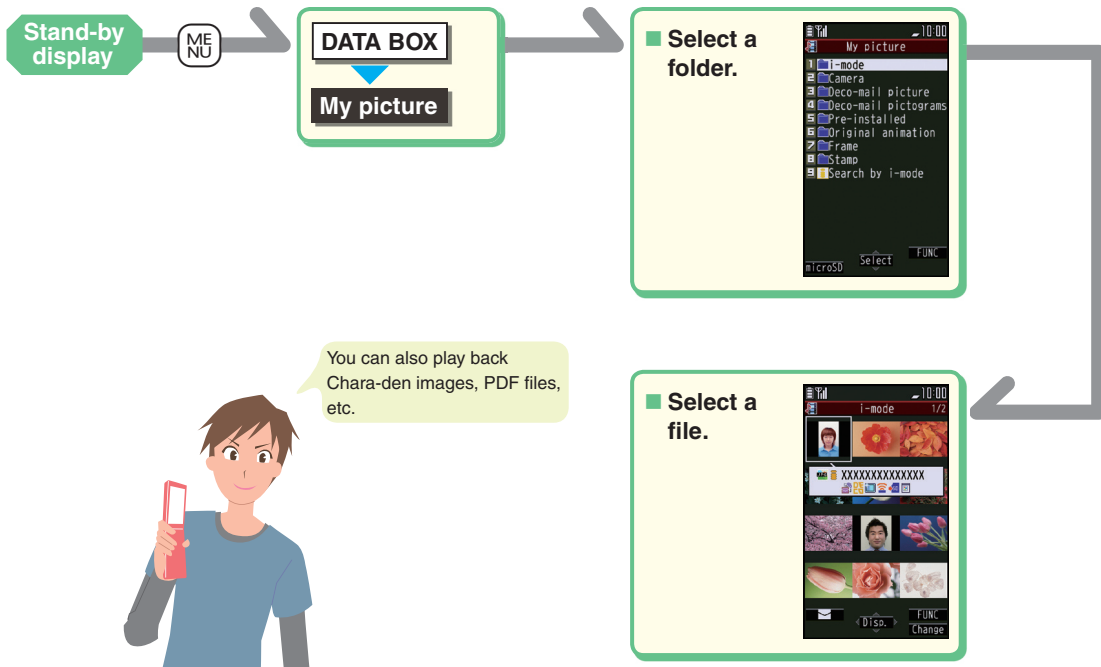 Stand-by
display
ME
NU
DATA BOX
My picture
■ Select a
folder.
10:00
My picture
1 i-mode
2 Camera
3 Deco-mail picture
4 Deco-mail pictograms
5 Pre-installed
6 Original animation
7 Frame
8 Stamp
9 Search by i-mode
FUNC
microSD Select
You can also play back
Chara-den images, PDF files,
etc.
■ Select a
file.
10:00
i-mode 1/2
XXXXXXXXXXXXXX
FUNC
Disp. Change